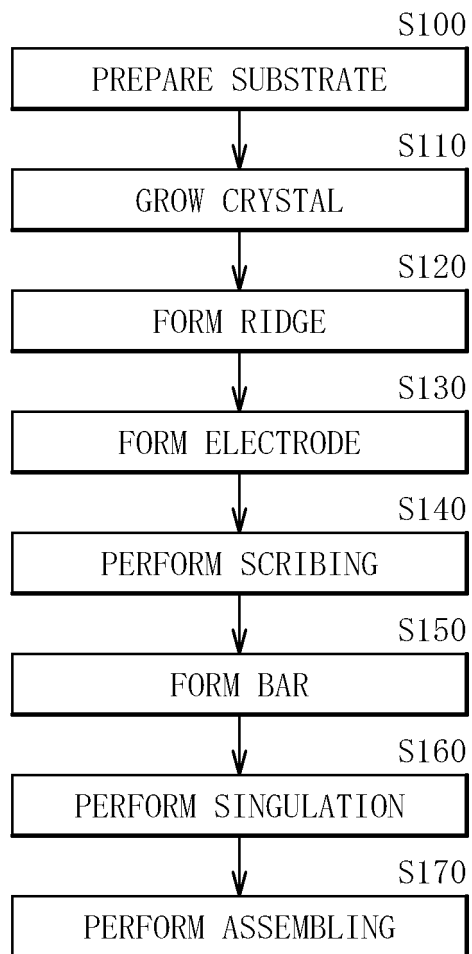 S100
PREPARE SUBSTRATE
S110
GROW CRYSTAL
S120
FORM RIDGE
S130
FORM ELECTRODE
S140
PERFORM SCRIBING
S150
FORM BAR
S160
PERFORM SINGULATION
S170
PERFORM ASSEMBLING